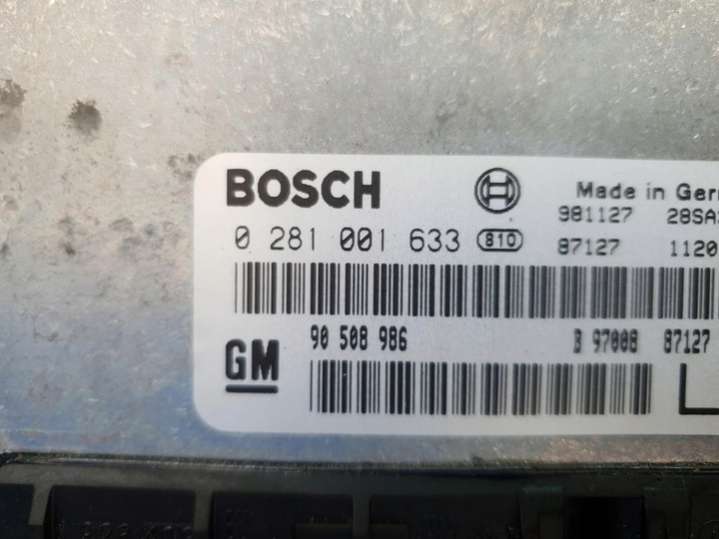 BOSCH
Made in Ger
981127 28SA
0 281 001 633 810
87127 1120
GM
90 508 986
B 97008 87127